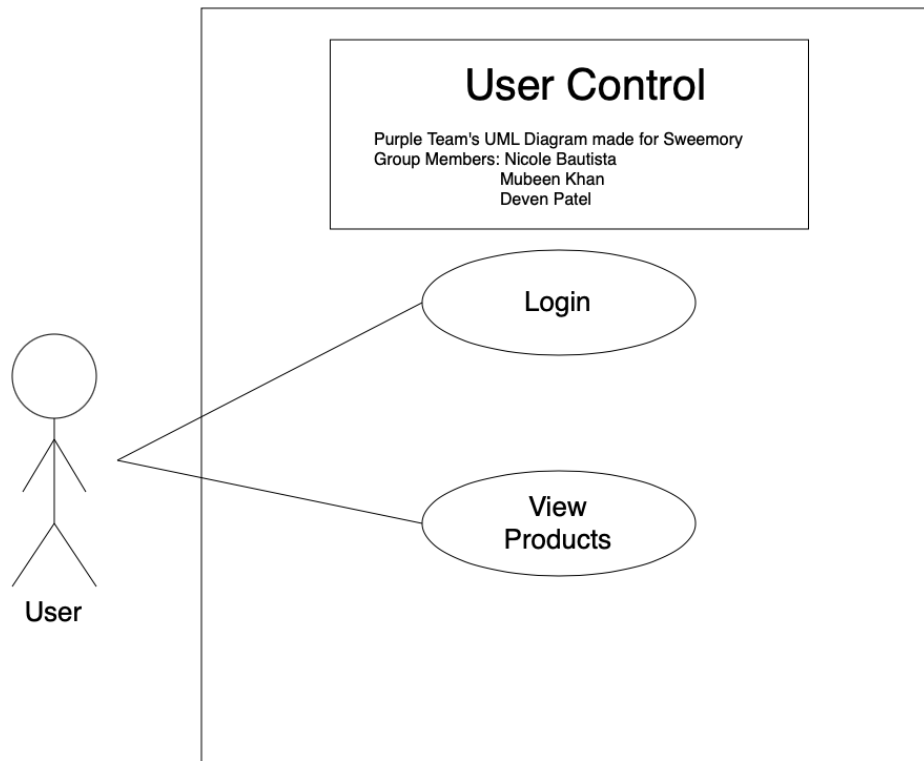 User Control
Purple Team's UML Diagram made for Sweemory
Group Members: Nicole Bautista
Mubeen Khan
Deven Patel
Login
View
Products
User